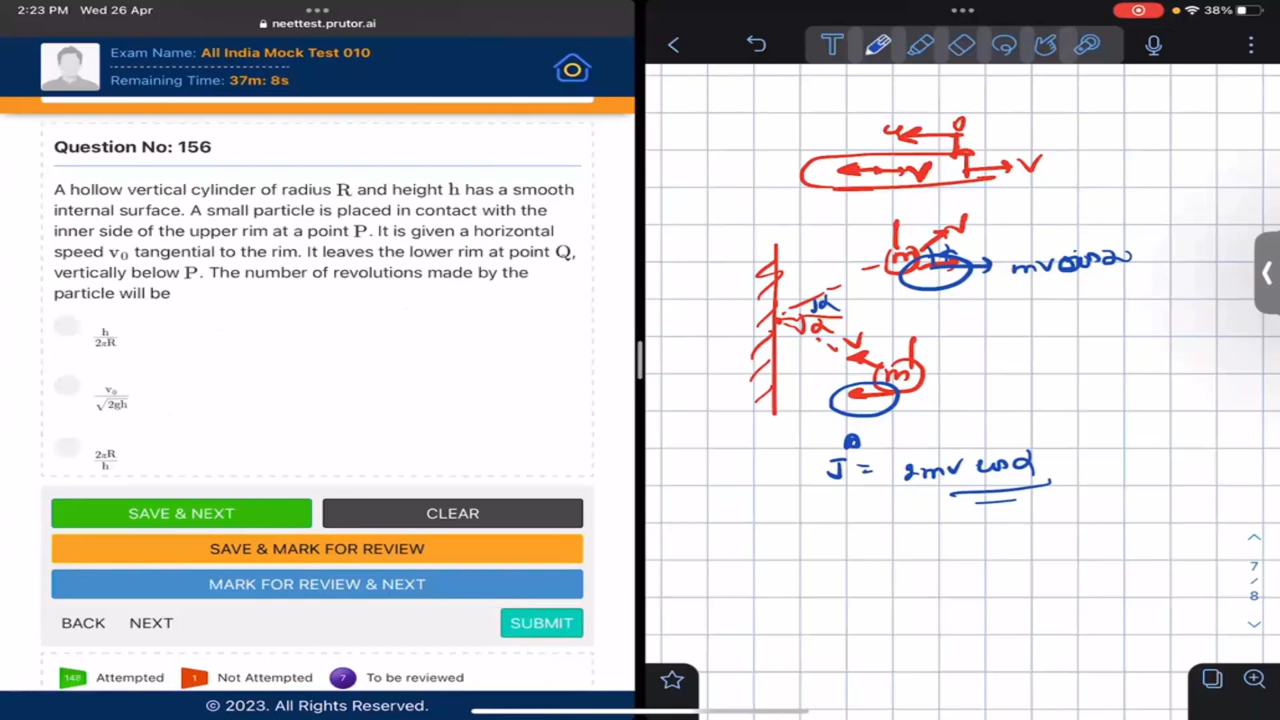 2:23 PM Wed 26 Apr
neettest.prutor.ai
38%
Exam Name: All India Mock Test 010
Remaining Time: 37m: 8s
Question No: 156
A hollow vertical cylinder of radius R and height h has a smooth
internal surface. A small particle is placed in contact with the
inner side of the upper rim at a point P. It is given a horizontal
speed v₀ tangential to the rim. It leaves the lower rim at point Q,
vertically below P. The number of revolutions made by the
particle will be
h
2πR
v₀
√2gh
2πR
h
SAVE & NEXT CLEAR
SAVE & MARK FOR REVIEW
MARK FOR REVIEW & NEXT
BACK NEXT SUBMIT
148 Attempted 1 Not Attempted 7 To be reviewed
© 2023. All Rights Reserved.
T
V
V
m
α
α
V
m
J = 2mv cosα
7
/
8